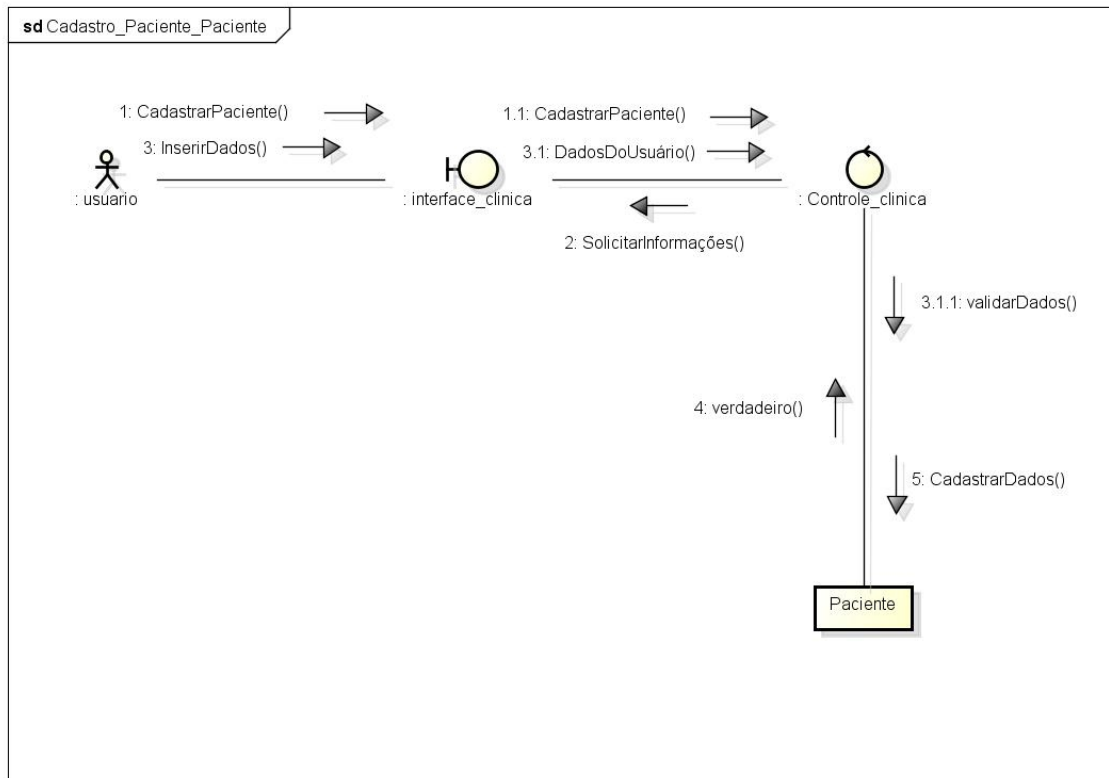 sd Cadastro_Paciente_Paciente
1: CadastrarPaciente()
1.1: CadastrarPaciente()
3: InserirDados()
3.1: DadosDoUsuário()
: usuario
: interface_clinica
: Controle_clinica
2: SolicitarInformações()
3.1.1: validarDados()
4: verdadeiro()
5: CadastrarDados()
Paciente